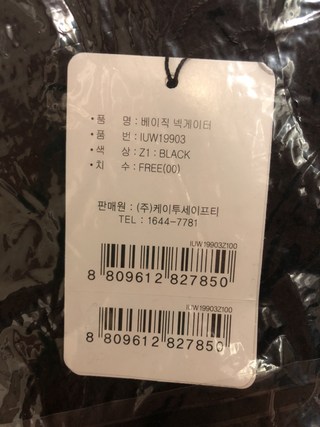 • 품 명 : 베이직 넥게이터
• 품 번 : IUW19903
• 색 상 : Z1 : BLACK
• 치 수 : FREE(00)
판매원 : (주)케이투세이프티
TEL : 1644-7781
IUW199032100
8 809612 827850
IUW199032100
8 809612 827850